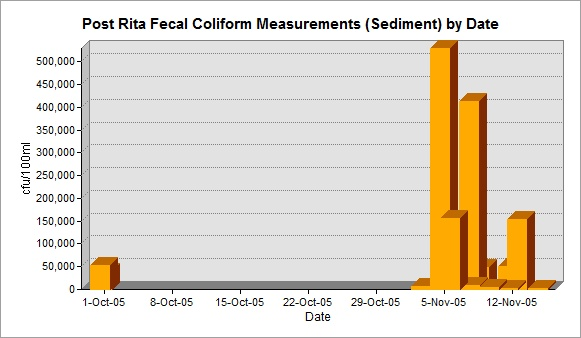 Post Rita Fecal Coliform Measurements (Sediment) by Date
500,000
450,000
400,000
350,000
300,000
250,000
200,000
150,000
100,000
50,000
0
cfu/100ml
1-Oct-05 8-Oct-05 15-Oct-05 22-Oct-05 29-Oct-05 5-Nov-05 12-Nov-05
Date